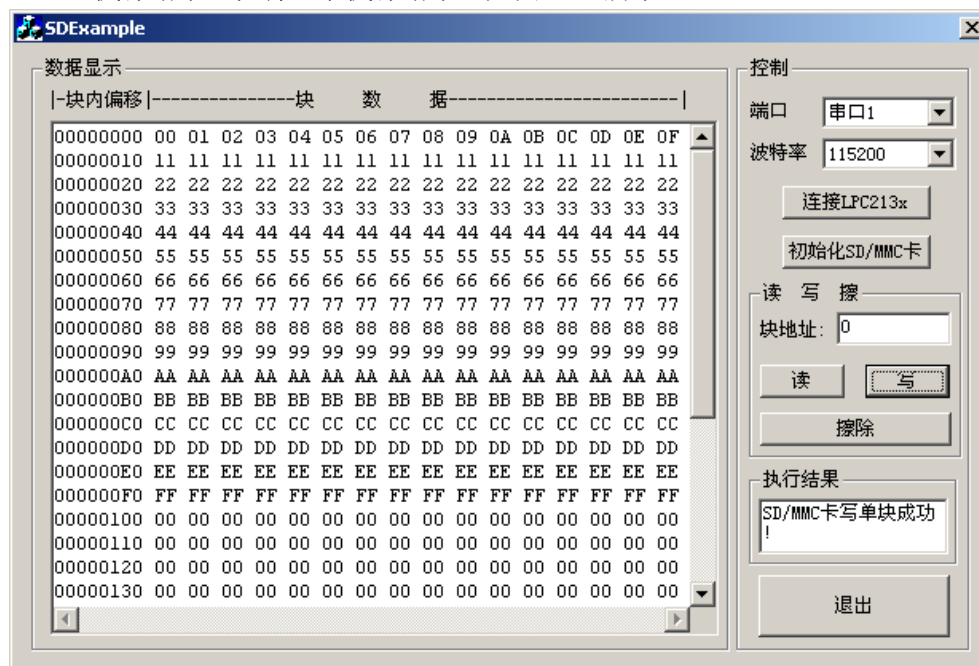 SDExample
数据显示
|-块内偏移|---------------块 数 据------------------------|
00000000 00 01 02 03 04 05 06 07 08 09 0A 0B 0C 0D 0E 0F
00000010 11 11 11 11 11 11 11 11 11 11 11 11 11 11 11 11
00000020 22 22 22 22 22 22 22 22 22 22 22 22 22 22 22 22
00000030 33 33 33 33 33 33 33 33 33 33 33 33 33 33 33 33
00000040 44 44 44 44 44 44 44 44 44 44 44 44 44 44 44 44
00000050 55 55 55 55 55 55 55 55 55 55 55 55 55 55 55 55
00000060 66 66 66 66 66 66 66 66 66 66 66 66 66 66 66 66
00000070 77 77 77 77 77 77 77 77 77 77 77 77 77 77 77 77
00000080 88 88 88 88 88 88 88 88 88 88 88 88 88 88 88 88
00000090 99 99 99 99 99 99 99 99 99 99 99 99 99 99 99 99
000000A0 AA AA AA AA AA AA AA AA AA AA AA AA AA AA AA AA
000000B0 BB BB BB BB BB BB BB BB BB BB BB BB BB BB BB BB
000000C0 CC CC CC CC CC CC CC CC CC CC CC CC CC CC CC CC
000000D0 DD DD DD DD DD DD DD DD DD DD DD DD DD DD DD DD
000000E0 EE EE EE EE EE EE EE EE EE EE EE EE EE EE EE EE
000000F0 FF FF FF FF FF FF FF FF FF FF FF FF FF FF FF FF
00000100 00 00 00 00 00 00 00 00 00 00 00 00 00 00 00 00
00000110 00 00 00 00 00 00 00 00 00 00 00 00 00 00 00 00
00000120 00 00 00 00 00 00 00 00 00 00 00 00 00 00 00 00
00000130 00 00 00 00 00 00 00 00 00 00 00 00 00 00 00 00
控制
端口 串口1
波特率 115200
连接LPC213x
初始化SD/MMC卡
读 写 擦
块地址: 0
读 写
擦除
执行结果
SD/MMC卡写单块成功
!
退出